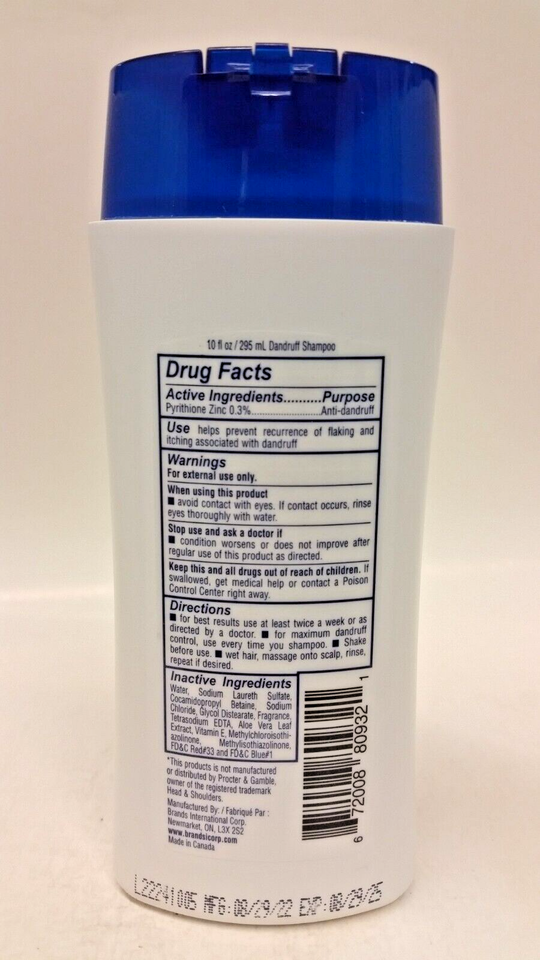 10 fl oz / 295 mL Dandruff Shampoo
Drug Facts
Active Ingredients..........Purpose
Pyrithione Zinc 0.3%......................Anti-dandruff
Use helps prevent recurrence of flaking and
itching associated with dandruff
Warnings
For external use only.
When using this product
■ avoid contact with eyes. If contact occurs, rinse
eyes thoroughly with water.
Stop use and ask a doctor if
■ condition worsens or does not improve after
regular use of this product as directed.
Keep this and all drugs out of reach of children. If
swallowed, get medical help or contact a Poison
Control Center right away.
Directions
■ for best results use at least twice a week or as
directed by a doctor. ■ for maximum dandruff
control, use every time you shampoo. ■ Shake
before use. ■ wet hair, massage onto scalp, rinse,
repeat if desired.
Inactive Ingredients
Water, Sodium Laureth Sulfate,
Cocamidopropyl Betaine, Sodium
Chloride, Glycol Distearate, Fragrance,
Tetrasodium EDTA, Aloe Vera Leaf
Extract, Vitamin E, Methylchloroisothi-
azolinone, Methylisothiazolinone,
FD&C Red#33 and FD&C Blue#1
*This products is not manufactured
or distributed by Procter & Gamble,
owner of the registered trademark
Head & Shoulders.
Manufactured By: / Fabriqué Par :
Brands International Corp.
Newmarket, ON, L3X 2S2
www.brandsicorp.com
Made in Canada
6 72008 80932 1
L22241005 MFG:08/29/22 EXP:08/29/25